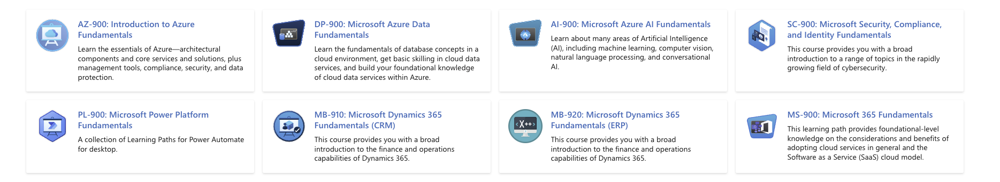 AZ-900: Introduction to Azure
Fundamentals
Learn the essentials of Azure—architectural
components and core services and solutions, plus
management tools, compliance, security, and data
protection.
DP-900: Microsoft Azure Data
Fundamentals
Learn the fundamentals of database concepts in a
cloud environment, get basic skilling in cloud data
services, and build your foundational knowledge
of cloud data services within Azure.
AI-900: Microsoft Azure AI Fundamentals
Learn about many areas of Artificial Intelligence
(AI), including machine learning, computer vision,
natural language processing, and conversational
AI.
SC-900: Microsoft Security, Compliance,
and Identity Fundamentals
This course provides you with a broad
introduction to a range of topics in the rapidly
growing field of cybersecurity.
PL-900: Microsoft Power Platform
Fundamentals
A collection of Learning Paths for Power Automate
for desktop.
MB-910: Microsoft Dynamics 365
Fundamentals (CRM)
This course provides you with a broad
introduction to the finance and operations
capabilities of Dynamics 365.
X++
MB-920: Microsoft Dynamics 365
Fundamentals (ERP)
This course provides you with a broad
introduction to the finance and operations
capabilities of Dynamics 365.
MS-900: Microsoft 365 Fundamentals
This learning path provides foundational-level
knowledge on the considerations and benefits of
adopting cloud services in general and the
Software as a Service (SaaS) cloud model.